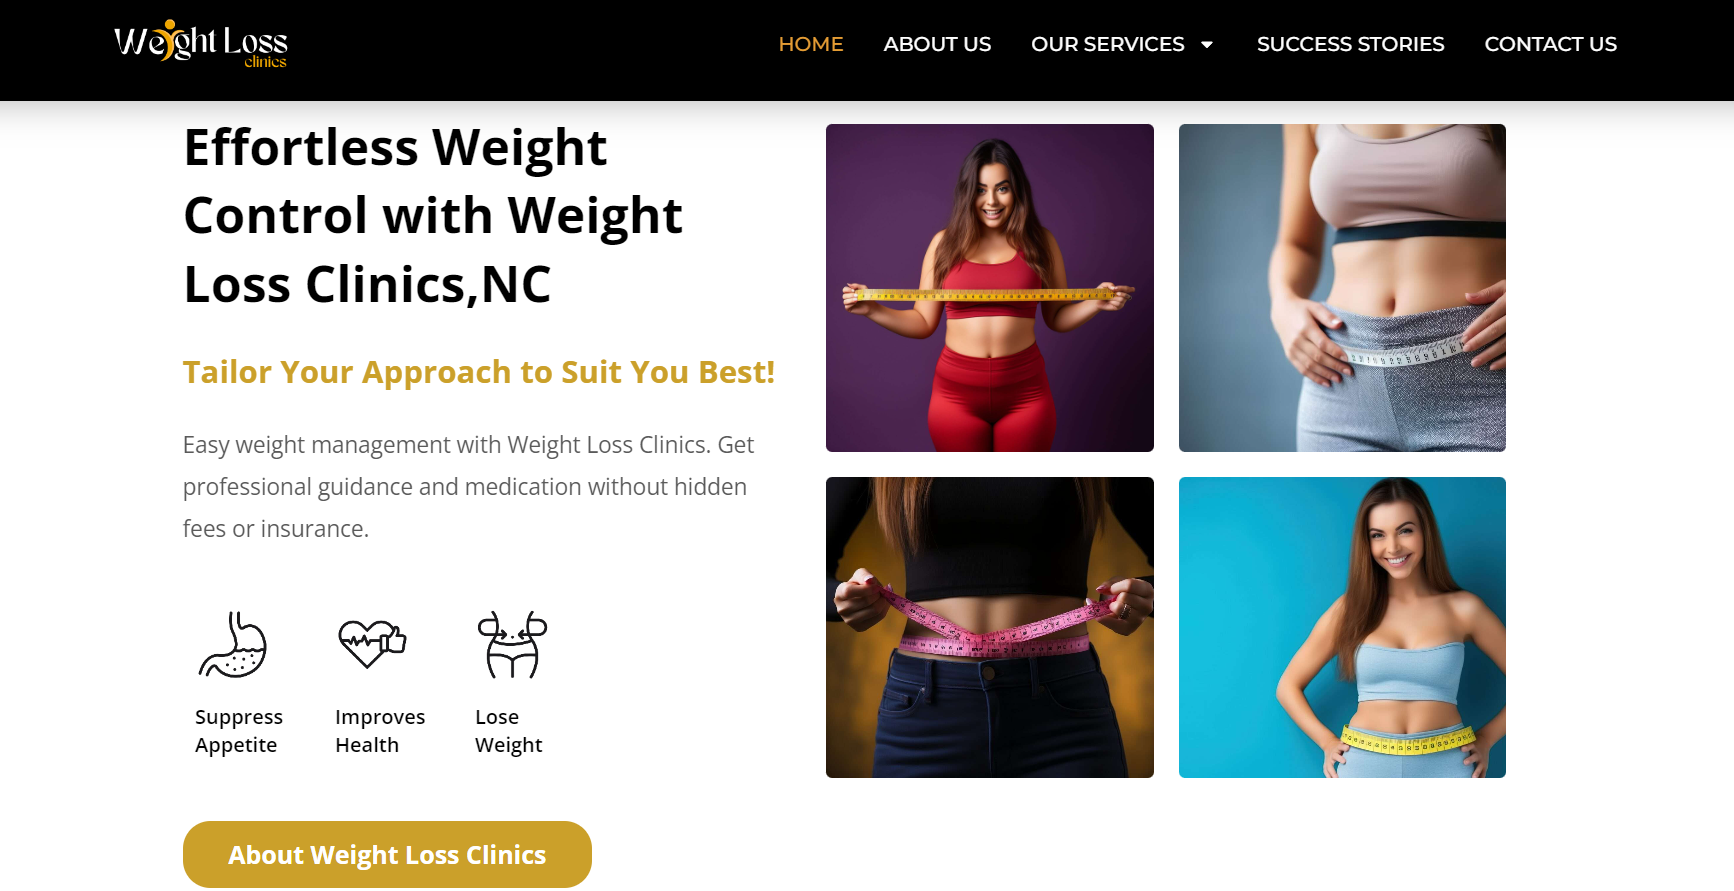 Weight Loss
clinics
HOME
ABOUT US
OUR SERVICES
SUCCESS STORIES
CONTACT US
Effortless Weight
Control with Weight
Loss Clinics,NC
Tailor Your Approach to Suit You Best!
Easy weight management with Weight Loss Clinics. Get
professional guidance and medication without hidden
fees or insurance.
Suppress
Appetite
Improves
Health
Lose
Weight
About Weight Loss Clinics